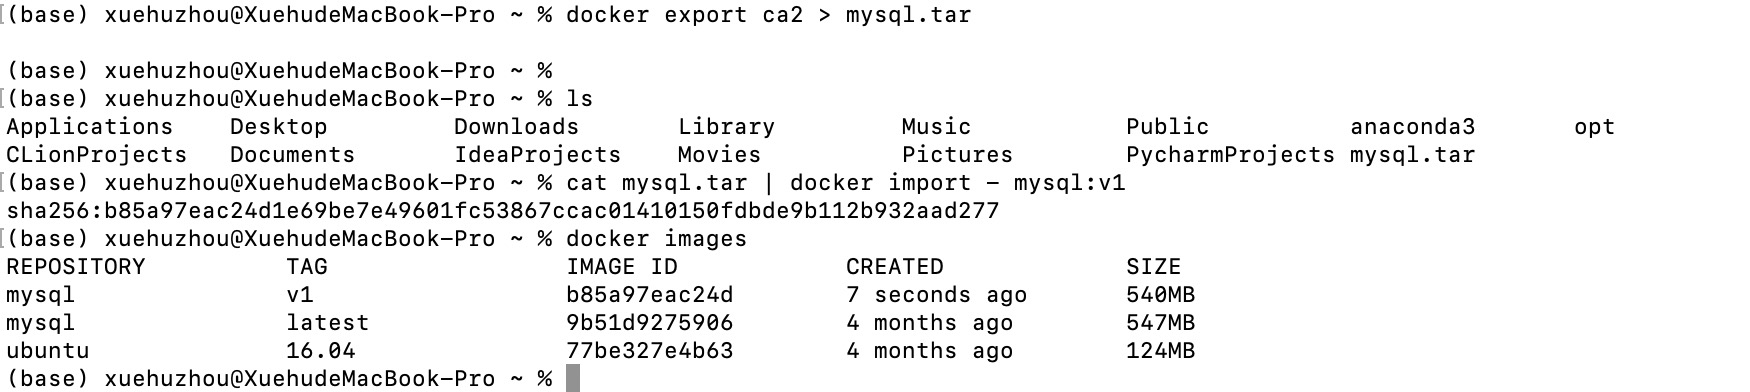 (base) xuehuzhou@XuehudeMacBook-Pro ~ % docker export ca2 > mysql.tar
(base) xuehuzhou@XuehudeMacBook-Pro ~ %
(base) xuehuzhou@XuehudeMacBook-Pro ~ % ls
Applications Desktop Downloads Library Music Public anaconda3 opt
CLionProjects Documents IdeaProjects Movies Pictures PycharmProjects mysql.tar
(base) xuehuzhou@XuehudeMacBook-Pro ~ % cat mysql.tar | docker import - mysql:v1
sha256:b85a97eac24d1e69be7e49601fc53867ccac01410150fdbde9b112b932aad277
(base) xuehuzhou@XuehudeMacBook-Pro ~ % docker images
REPOSITORY TAG IMAGE ID CREATED SIZE
mysql v1 b85a97eac24d 7 seconds ago 540MB
mysql latest 9b51d9275906 4 months ago 547MB
ubuntu 16.04 77be327e4b63 4 months ago 124MB
(base) xuehuzhou@XuehudeMacBook-Pro ~ %